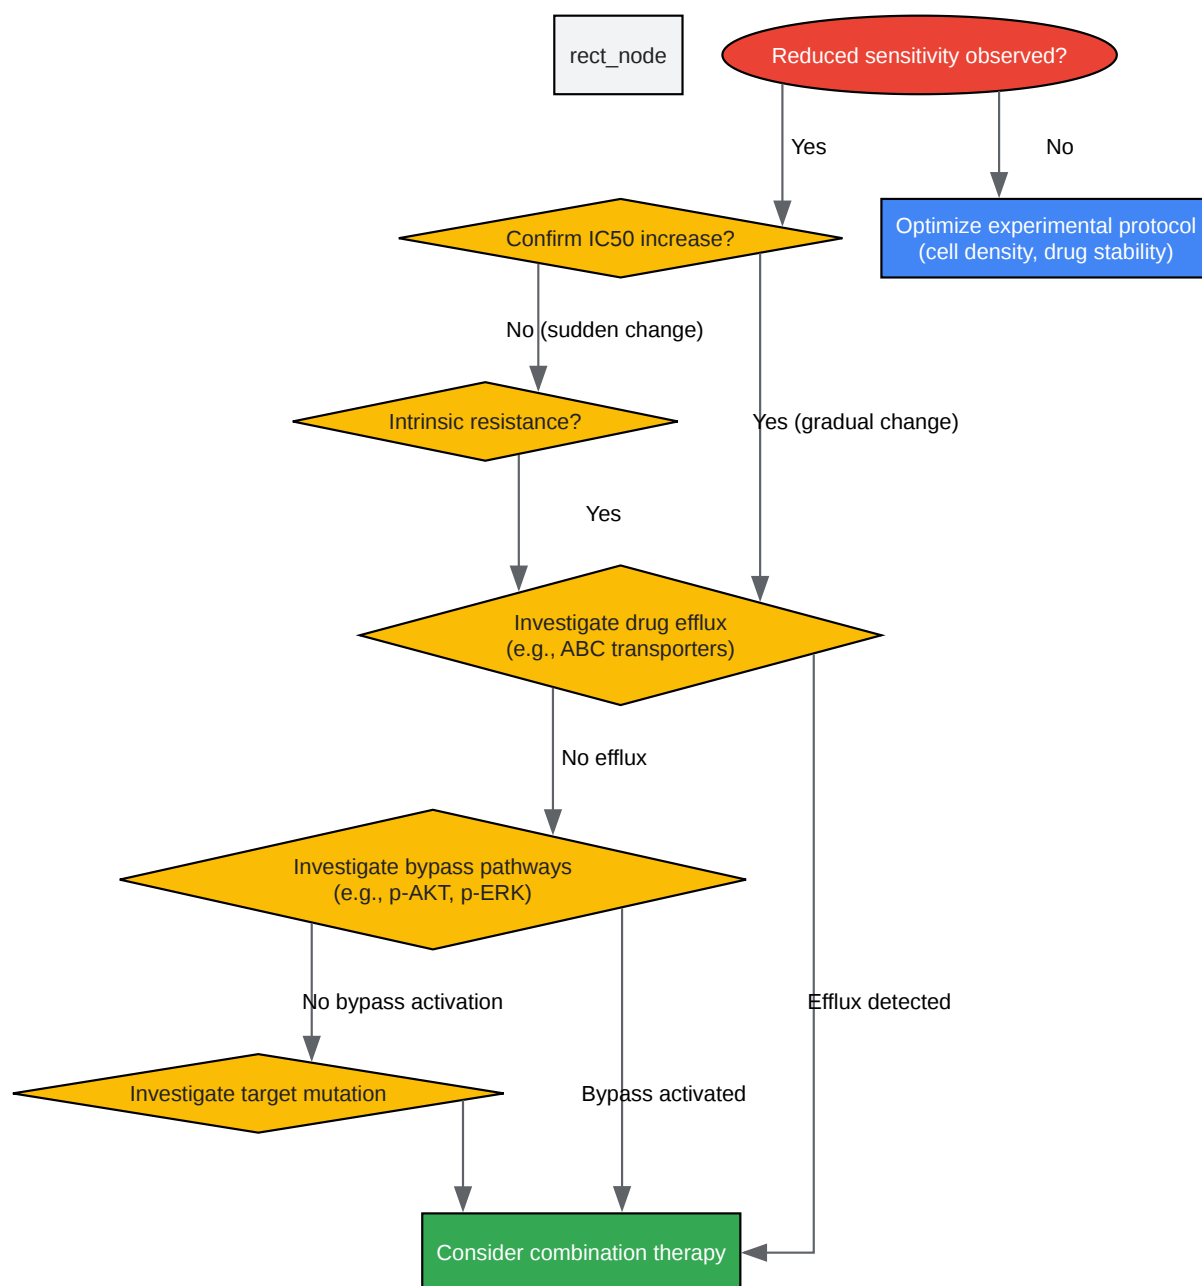 rect_node
Reduced sensitivity observed?
Yes
No
Optimize experimental protocol
(cell density, drug stability)
Confirm IC50 increase?
No (sudden change)
Intrinsic resistance?
Yes (gradual change)
Yes
Investigate drug efflux
(e.g., ABC transporters)
No efflux
Investigate bypass pathways
(e.g., p-AKT, p-ERK)
No bypass activation
Efflux detected
Investigate target mutation
Bypass activated
Consider combination therapy